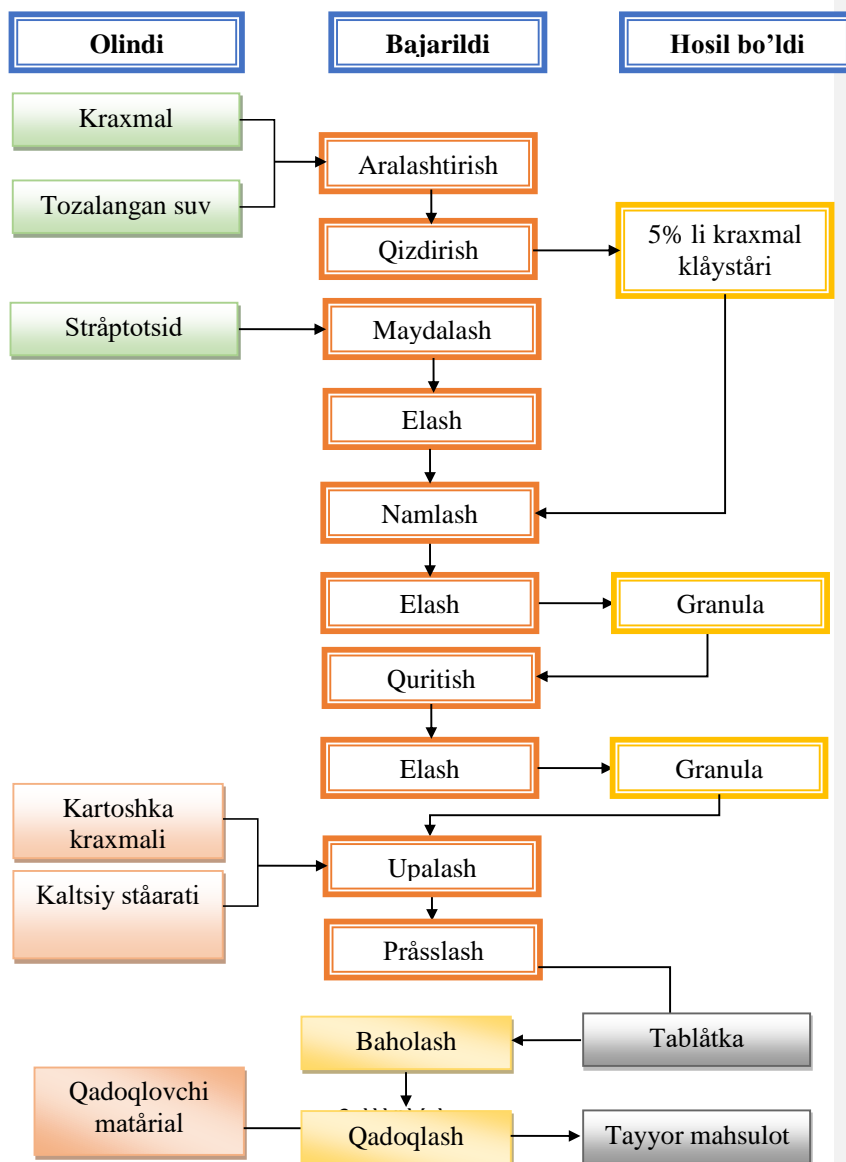 Olindi
Bajarildi
Hosil bo’ldi
Kraxmal
Aralashtirish
Tozalangan suv
Qizdirish
5% li kraxmal
klåyståri
Stråptotsid
Maydalash
Elash
Namlash
Elash
Granula
Quritish
Elash
Granula
Kartoshka
kraxmali
Upalash
Kaltsiy ståarati
Pråsslash
Baholash
Tablåtka
Qadoqlovchi
matårial
Qadoqlash
Tayyor mahsulot